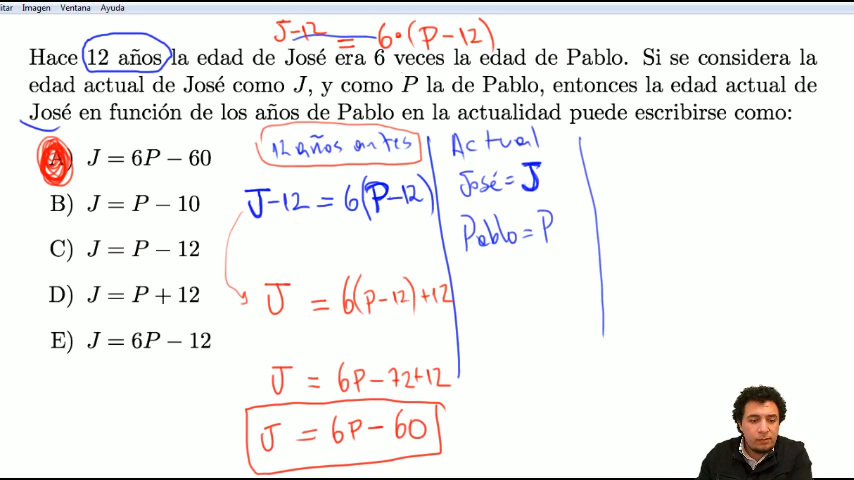 itar Imagen Ventana Ayuda
J-12 = 6·(P-12)
Hace 12 años la edad de José era 6 veces la edad de Pablo. Si se considera la
edad actual de José como J, y como P la de Pablo, entonces la edad actual de
José en función de los años de Pablo en la actualidad puede escribirse como:
A) J = 6P − 60
B) J = P − 10
C) J = P − 12
D) J = P + 12
E) J = 6P − 12
12 años antes
J-12 = 6(P-12)
J = 6(P-12)+12
J = 6P-72+12
J = 6P-60
Actual
José = J
Pablo = P